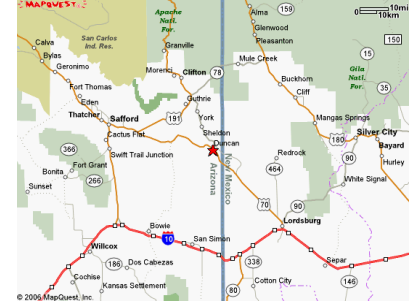 MAPQUEST
Apache
Natl.
For.
Alma
159
10mi
10km
Glenwood
Pleasanton
San Carlos
Ind. Res.
Calva
Bylas
Granville
15
Geronimo
Morenci
Clifton
78
Mule Creek
Gila
Natl.
For.
35
Fort Thomas
Buckhorn
Eden
Guthrie
Cliff
Thatcher
Safford
191
York
Mangas Springs
Cactus Flat
Sheldon
180
Silver City
Duncan
90
Bayard
366
Swift Trail Junction
Redrock
Hurley
Fort Grant
464
90
Bonita
266
White Signal
Sunset
Arizona
New Mexico
70
90
Bowie
Lordsburg
10
San Simon
Willcox
186
Dos Cabezas
338
Separ
Cochise
Cotton City
146
Kansas Settlement
80
© 2006 MapQuest, Inc.